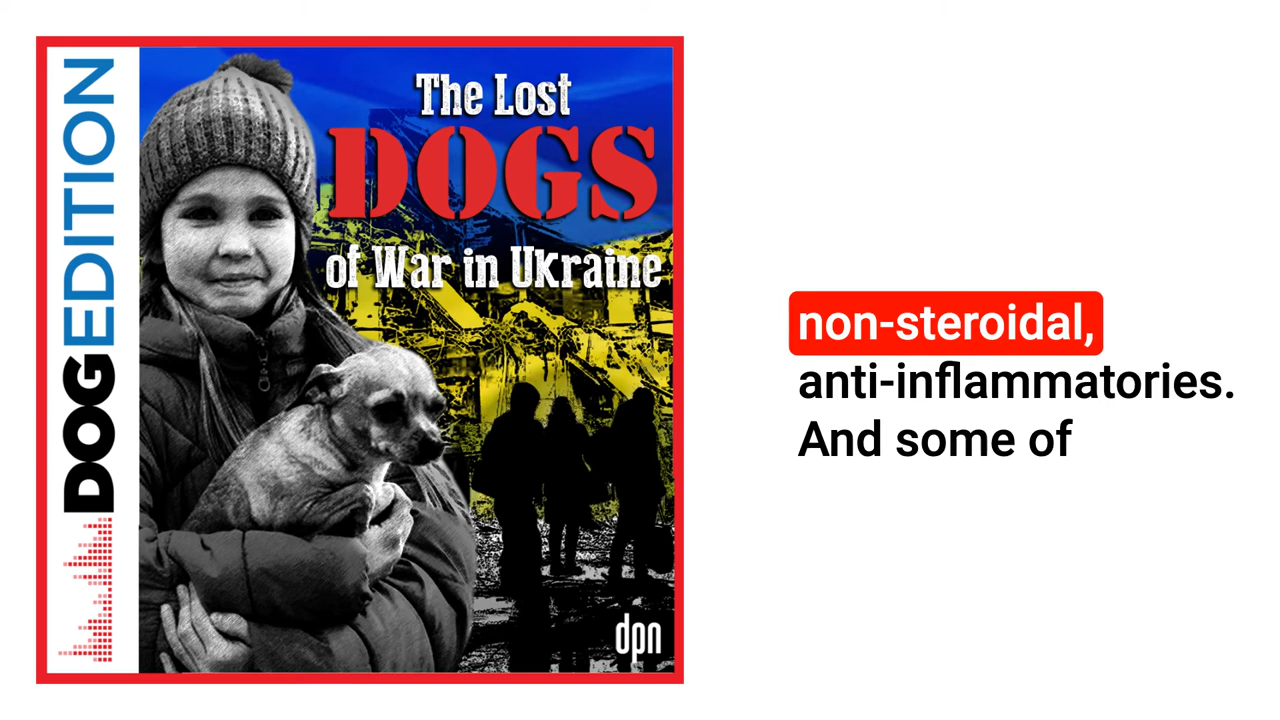 DOGEDITION
The Lost
DOGS
of War in Ukraine
dpn
non-steroidal,
anti-inflammatories.
And some of